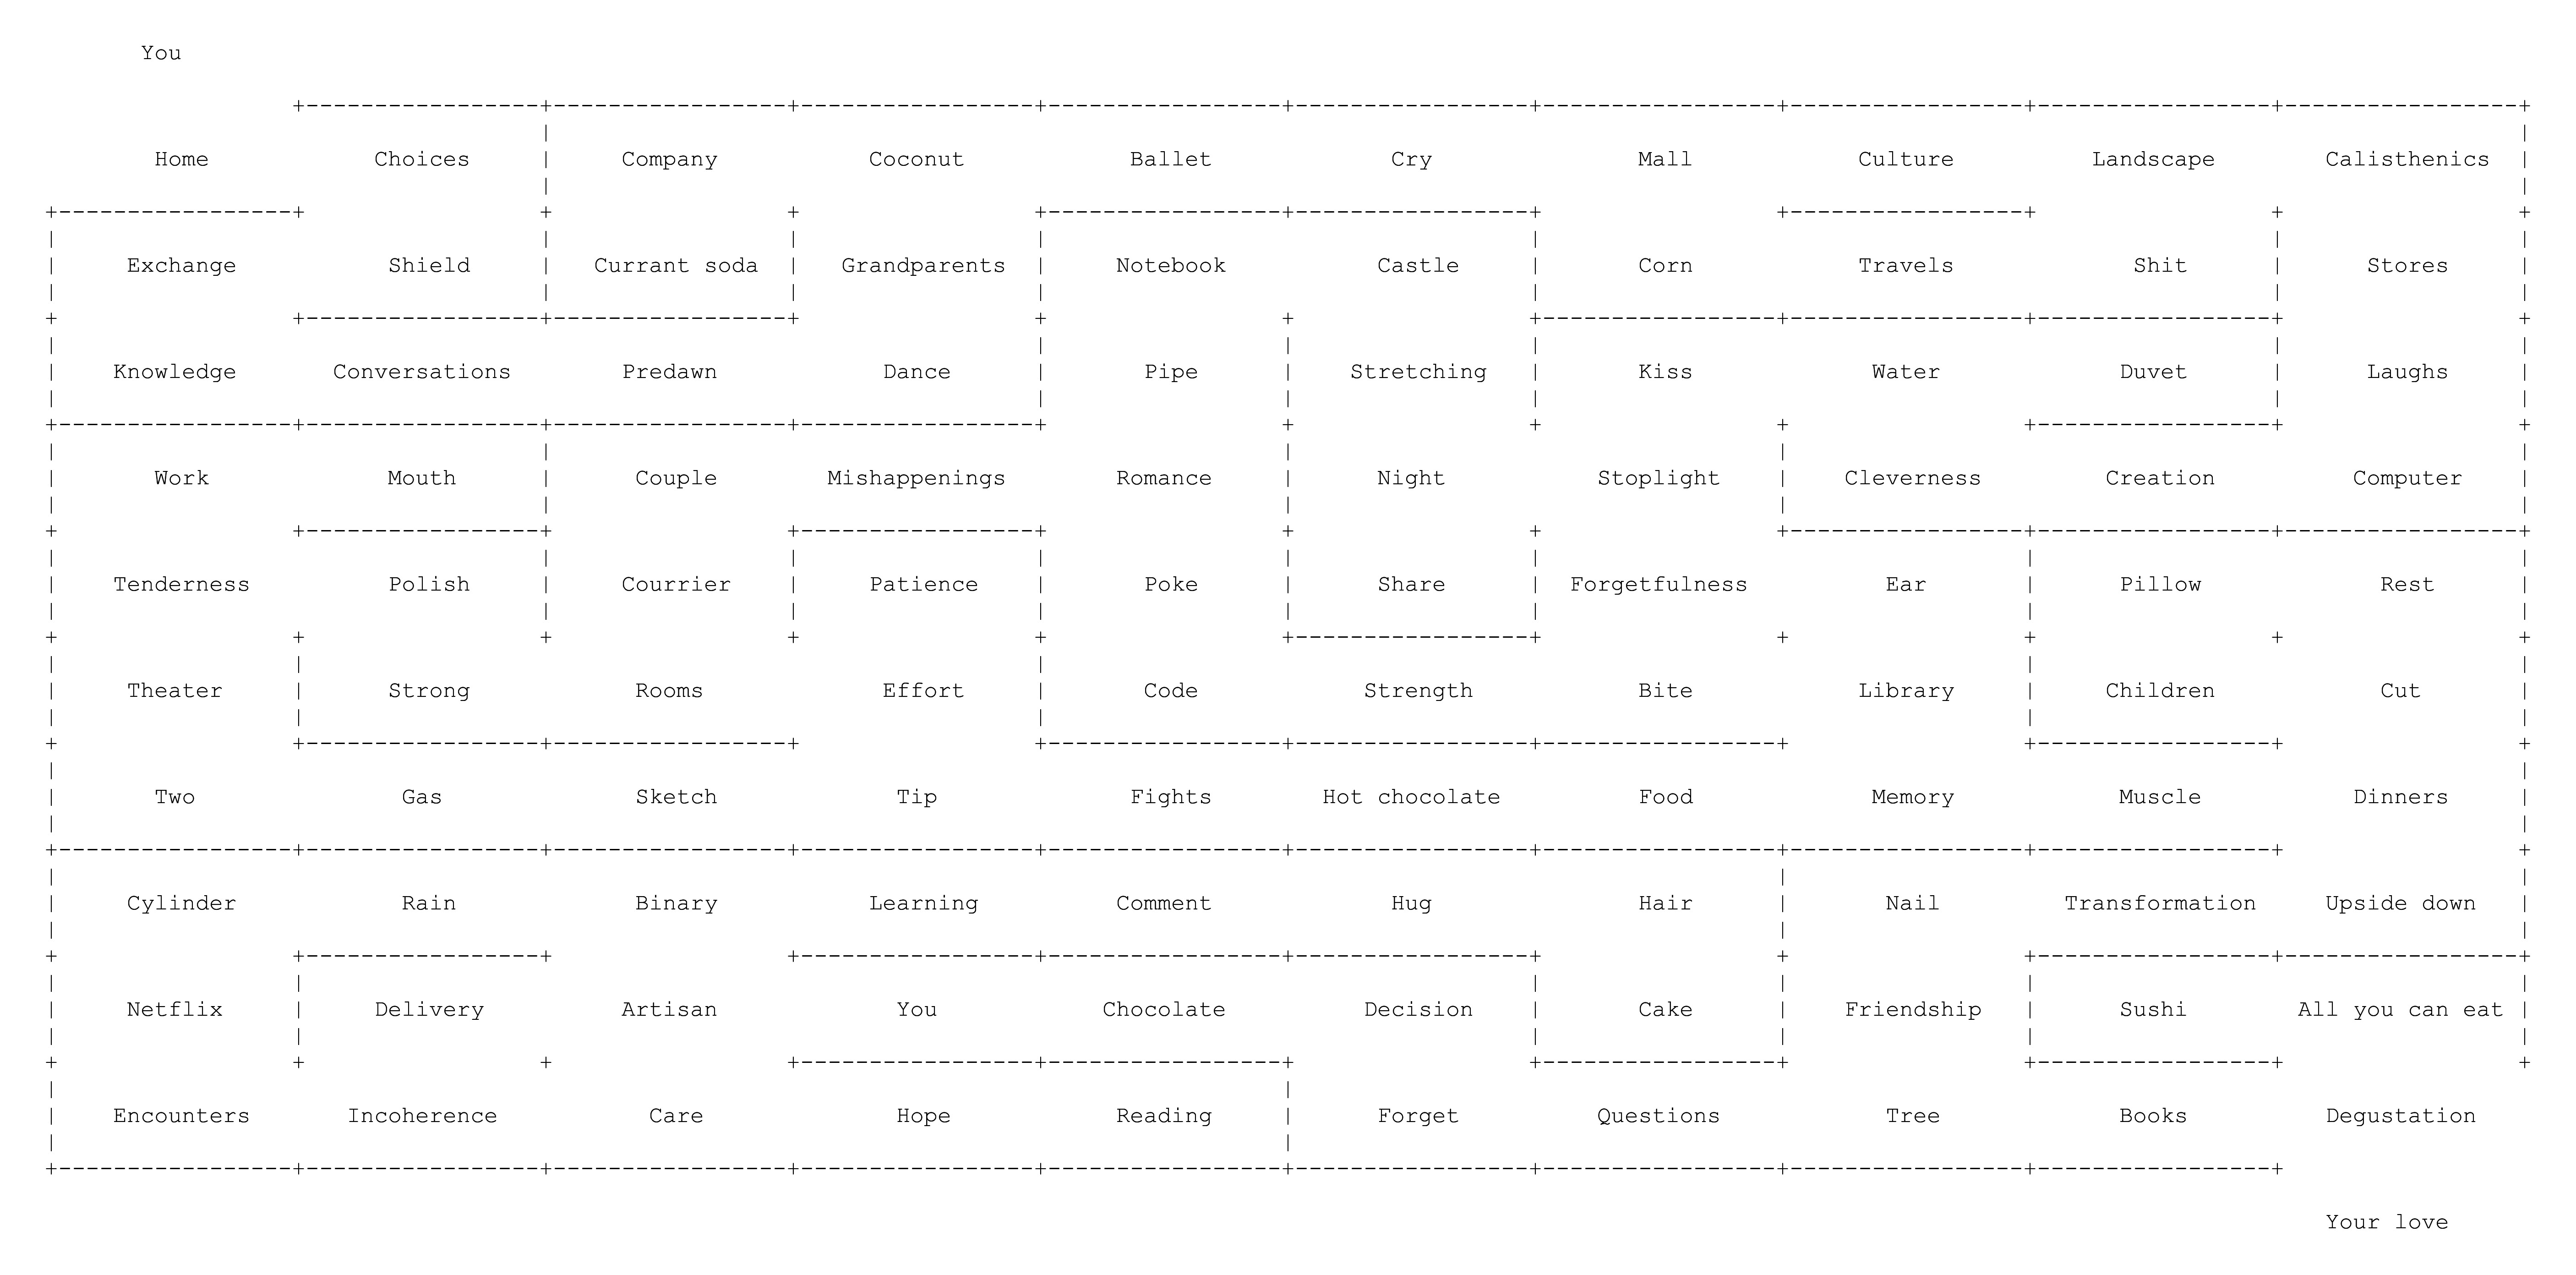 You
Home Choices Company Coconut Ballet Cry Mall Culture Landscape Calisthenics
Exchange Shield Currant soda Grandparents Notebook Castle Corn Travels Shit Stores
Knowledge Conversations Predawn Dance Pipe Stretching Kiss Water Duvet Laughs
Work Mouth Couple Mishappenings Romance Night Stoplight Cleverness Creation Computer
Tenderness Polish Courrier Patience Poke Share Forgetfulness Ear Pillow Rest
Theater Strong Rooms Effort Code Strength Bite Library Children Cut
Two Gas Sketch Tip Fights Hot chocolate Food Memory Muscle Dinners
Cylinder Rain Binary Learning Comment Hug Hair Nail Transformation Upside down
Netflix Delivery Artisan You Chocolate Decision Cake Friendship Sushi All you can eat
Encounters Incoherence Care Hope Reading Forget Questions Tree Books Degustation
Your love